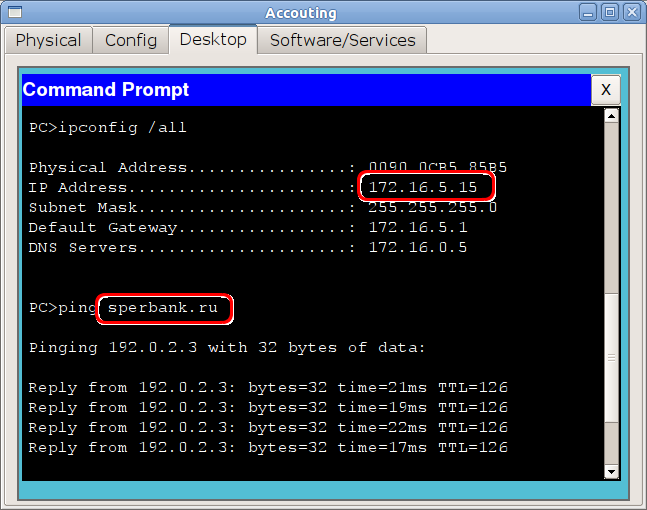 Accouting
Physical Config Desktop Software/Services
Command Prompt X
PC>ipconfig /all
Physical Address................: 0090.0CB5.85B5
IP Address......................: 172.16.5.15
Subnet Mask.....................: 255.255.255.0
Default Gateway.................: 172.16.5.1
DNS Servers.....................: 172.16.0.5
PC>ping sperbank.ru
Pinging 192.0.2.3 with 32 bytes of data:
Reply from 192.0.2.3: bytes=32 time=21ms TTL=126
Reply from 192.0.2.3: bytes=32 time=19ms TTL=126
Reply from 192.0.2.3: bytes=32 time=22ms TTL=126
Reply from 192.0.2.3: bytes=32 time=17ms TTL=126